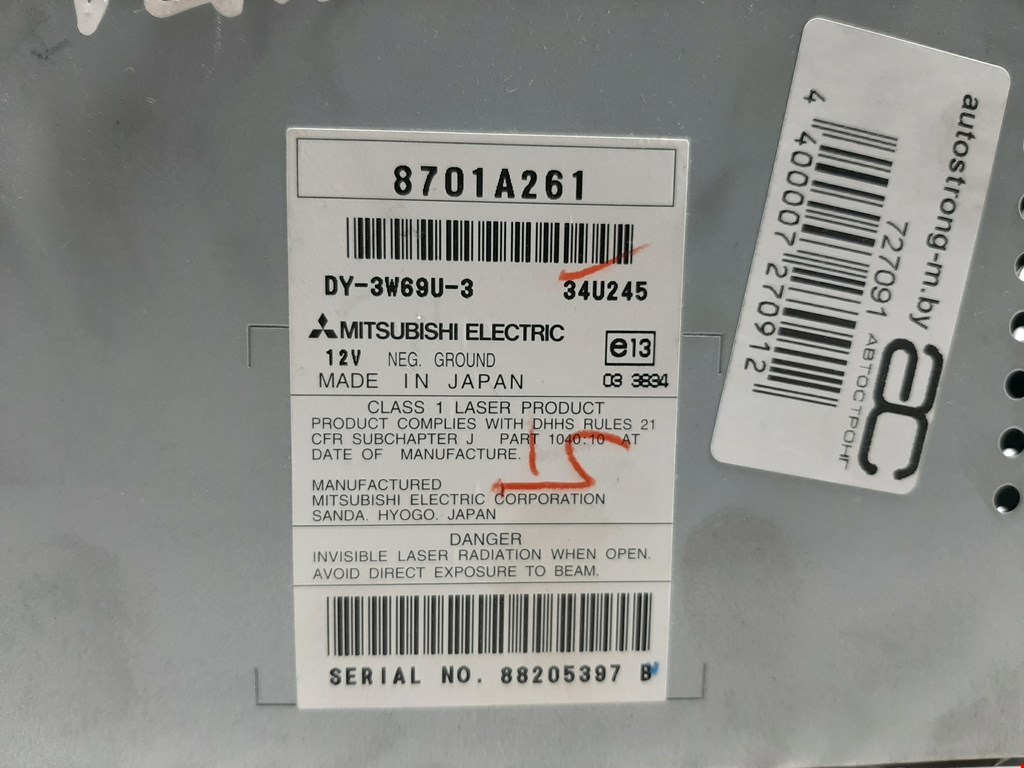 8701A261
DY-3W69U-3 34U245
MITSUBISHI ELECTRIC
12V NEG. GROUND
e13
MADE IN JAPAN 03 3834
CLASS 1 LASER PRODUCT
PRODUCT COMPLIES WITH DHHS RULES 21
CFR SUBCHAPTER J PART 1040:10 AT
DATE OF MANUFACTURE.
MANUFACTURED
MITSUBISHI ELECTRIC CORPORATION
SANDA. HYOGO. JAPAN
DANGER
INVISIBLE LASER RADIATION WHEN OPEN.
AVOID DIRECT EXPOSURE TO BEAM.
SERIAL NO. 88205397 B
autostrong-m.by
727091
4 400007 270912
ac
АВТОСТРОНГ